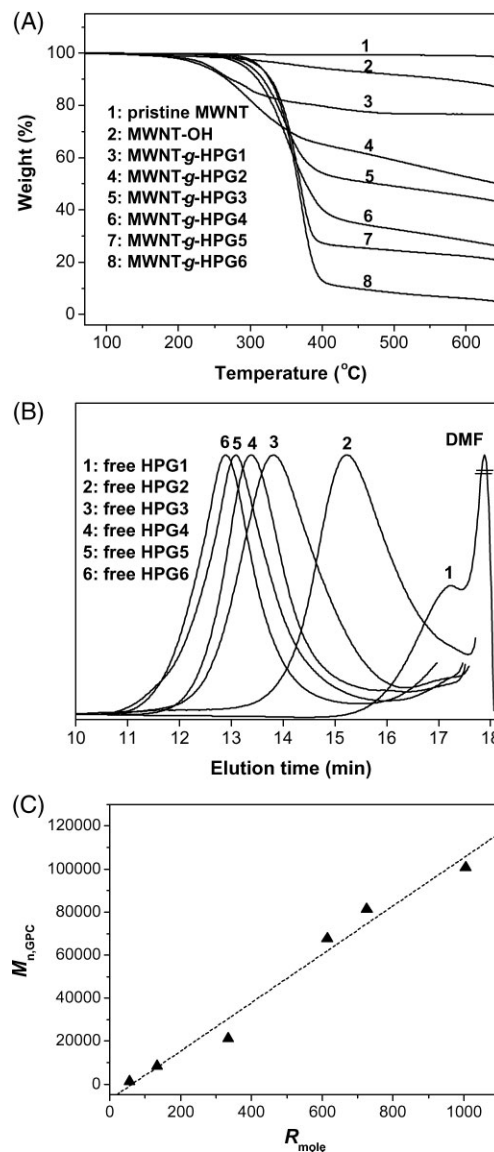 (A)
100
80
60
40
20
0
Weight (%)
1
2
3
4
5
6
7
8
1: pristine MWNT
2: MWNT-OH
3: MWNT-g-HPG1
4: MWNT-g-HPG2
5: MWNT-g-HPG3
6: MWNT-g-HPG4
7: MWNT-g-HPG5
8: MWNT-g-HPG6
100 200 300 400 500 600
Temperature (°C)
(B)
6 5 4 3 2 1
DMF
1: free HPG1
2: free HPG2
3: free HPG3
4: free HPG4
5: free HPG5
6: free HPG6
10 11 12 13 14 15 16 17 18
Elution time (min)
(C)
120000
100000
80000
60000
40000
20000
0
Mn,GPC
0 200 400 600 800 1000
Rmole